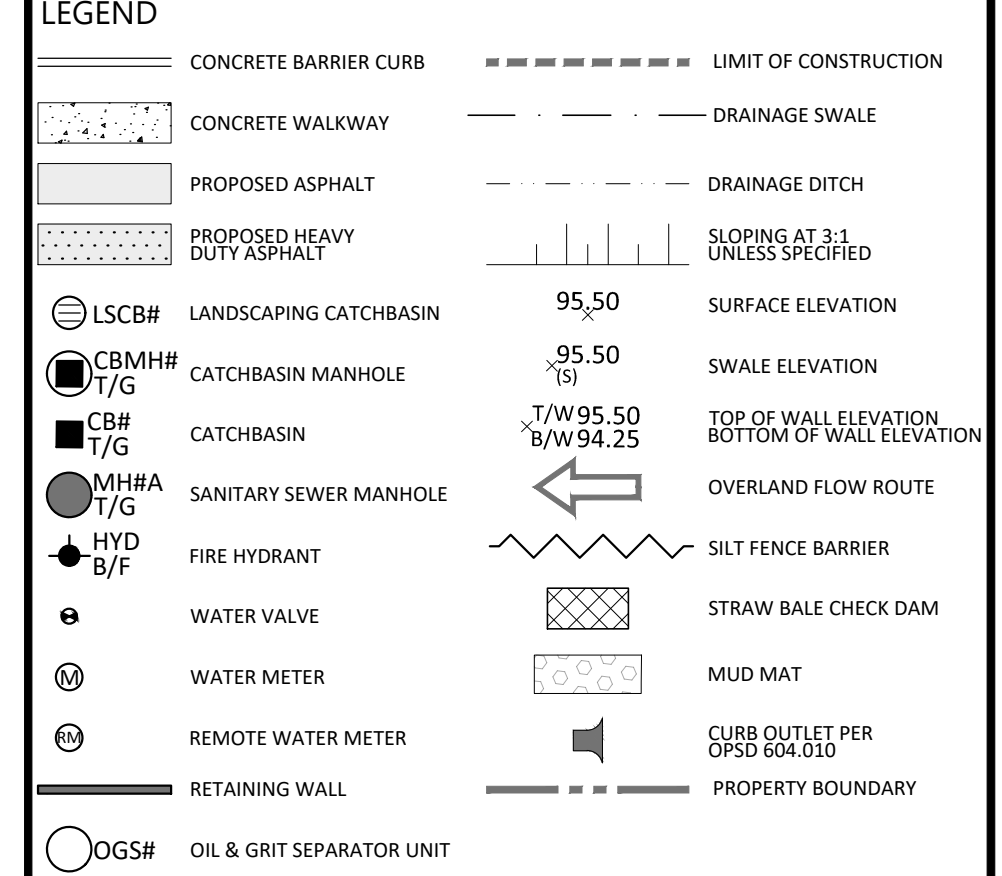 LEGEND
CONCRETE BARRIER CURB
CONCRETE WALKWAY
PROPOSED ASPHALT
PROPOSED HEAVY
DUTY ASPHALT
LSCB# LANDSCAPING CATCHBASIN
CBMH#
T/G
CATCHBASIN MANHOLE
CB#
T/G
CATCHBASIN
MH#A
T/G
SANITARY SEWER MANHOLE
HYD
B/F
FIRE HYDRANT
WATER VALVE
M WATER METER
RM REMOTE WATER METER
RETAINING WALL
OGS# OIL & GRIT SEPARATOR UNIT
LIMIT OF CONSTRUCTION
DRAINAGE SWALE
DRAINAGE DITCH
SLOPING AT 3:1
UNLESS SPECIFIED
95.50 SURFACE ELEVATION
95.50
(S)
SWALE ELEVATION
T/W 95.50
B/W 94.25
TOP OF WALL ELEVATION
BOTTOM OF WALL ELEVATION
OVERLAND FLOW ROUTE
SILT FENCE BARRIER
STRAW BALE CHECK DAM
MUD MAT
CURB OUTLET PER
OPSD 604.010
PROPERTY BOUNDARY